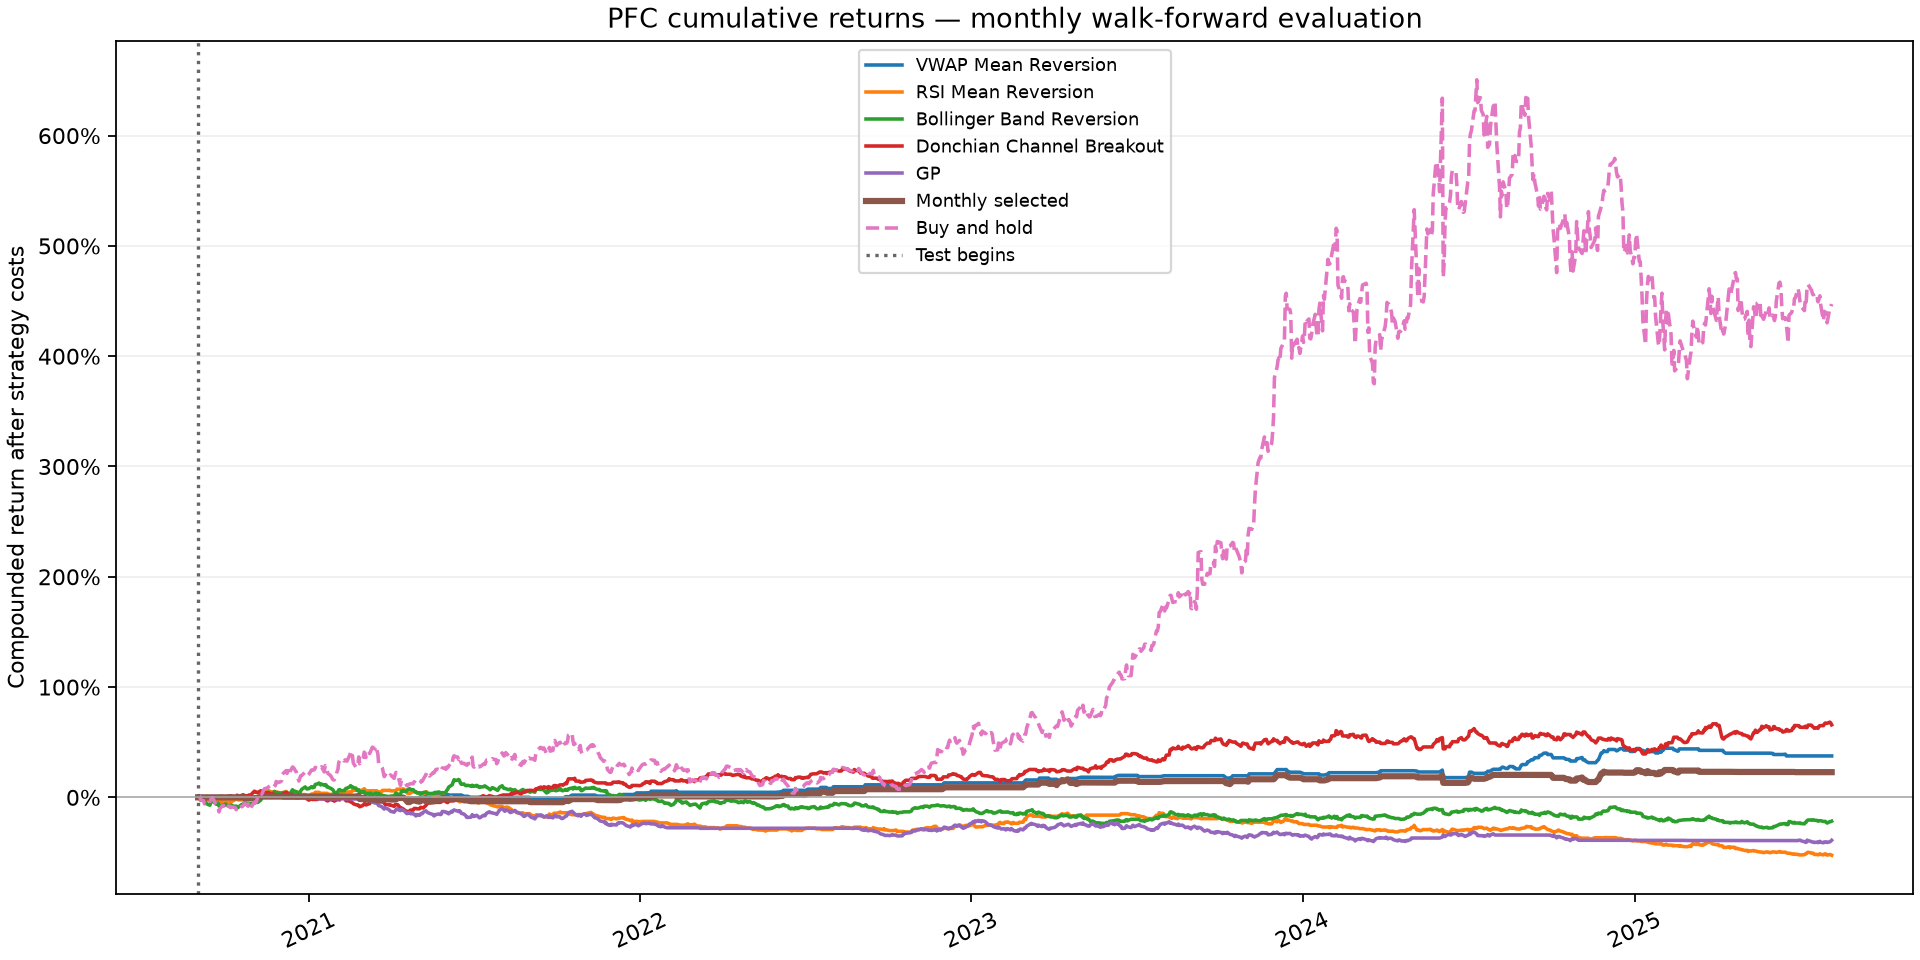 PFC cumulative returns — monthly walk-forward evaluation
VWAP Mean Reversion
RSI Mean Reversion
Bollinger Band Reversion
Donchian Channel Breakout
GP
Monthly selected
Buy and hold
Test begins
Compounded return after strategy costs
600%
500%
400%
300%
200%
100%
0%
2021
2022
2023
2024
2025